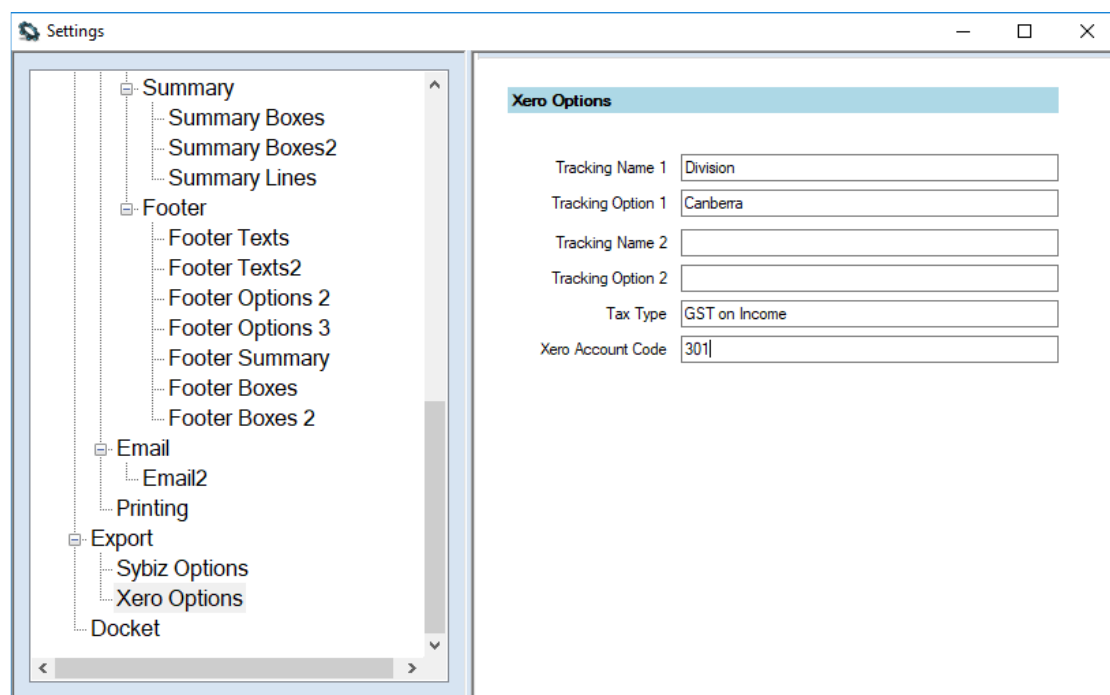 Settings
Summary
Summary Boxes
Summary Boxes2
Summary Lines
Footer
Footer Texts
Footer Texts2
Footer Options 2
Footer Options 3
Footer Summary
Footer Boxes
Footer Boxes 2
Email
Email2
Printing
Export
Sybiz Options
Xero Options
Docket
Xero Options
Tracking Name 1 Division
Tracking Option 1 Canberra
Tracking Name 2
Tracking Option 2
Tax Type GST on Income
Xero Account Code 301